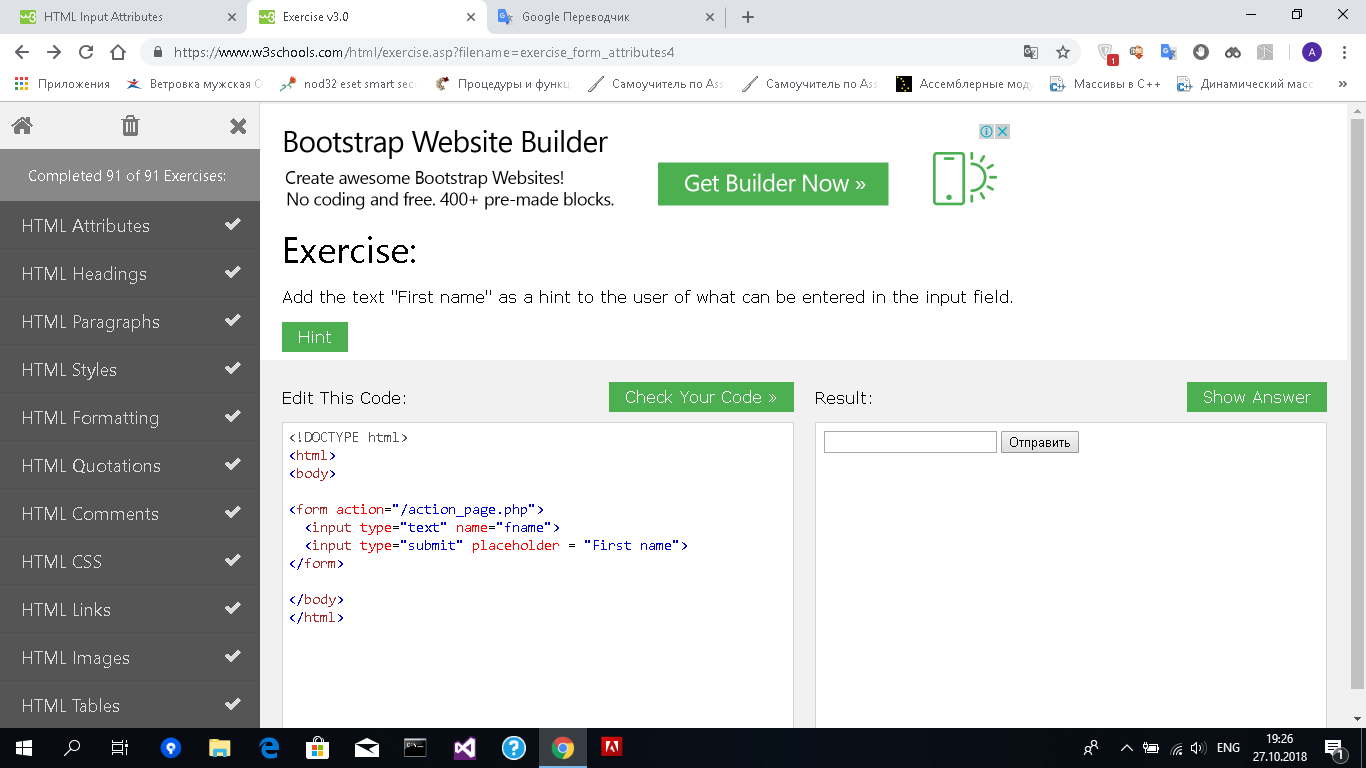 HTML Input Attributes
Exercise v3.0
Google Переводчик
https://www.w3schools.com/html/exercise.asp?filename=exercise_form_attributes4
1
A
Приложения
Ветровка мужская О
nod32 eset smart sec
Процедуры и функц
Самоучитель по Ass
Самоучитель по Ass
Ассемблерные мод
Массивы в C++
Динамический масс
»
Completed 91 of 91 Exercises:
HTML Attributes
HTML Headings
HTML Paragraphs
HTML Styles
HTML Formatting
HTML Quotations
HTML Comments
HTML CSS
HTML Links
HTML Images
HTML Tables
Bootstrap Website Builder
Create awesome Bootstrap Websites!
No coding and free. 400+ pre-made blocks.
Get Builder Now »
Exercise:
Add the text "First name" as a hint to the user of what can be entered in the input field.
Hint
Edit This Code:
Check Your Code »
Result:
Show Answer
<!DOCTYPE html>
<html>
<body>
<form action="/action_page.php">
<input type="text" name="fname">
<input type="submit" placeholder = "First name">
</form>
</body>
</html>
Отправить
ENG
19:26
27.10.2018
1